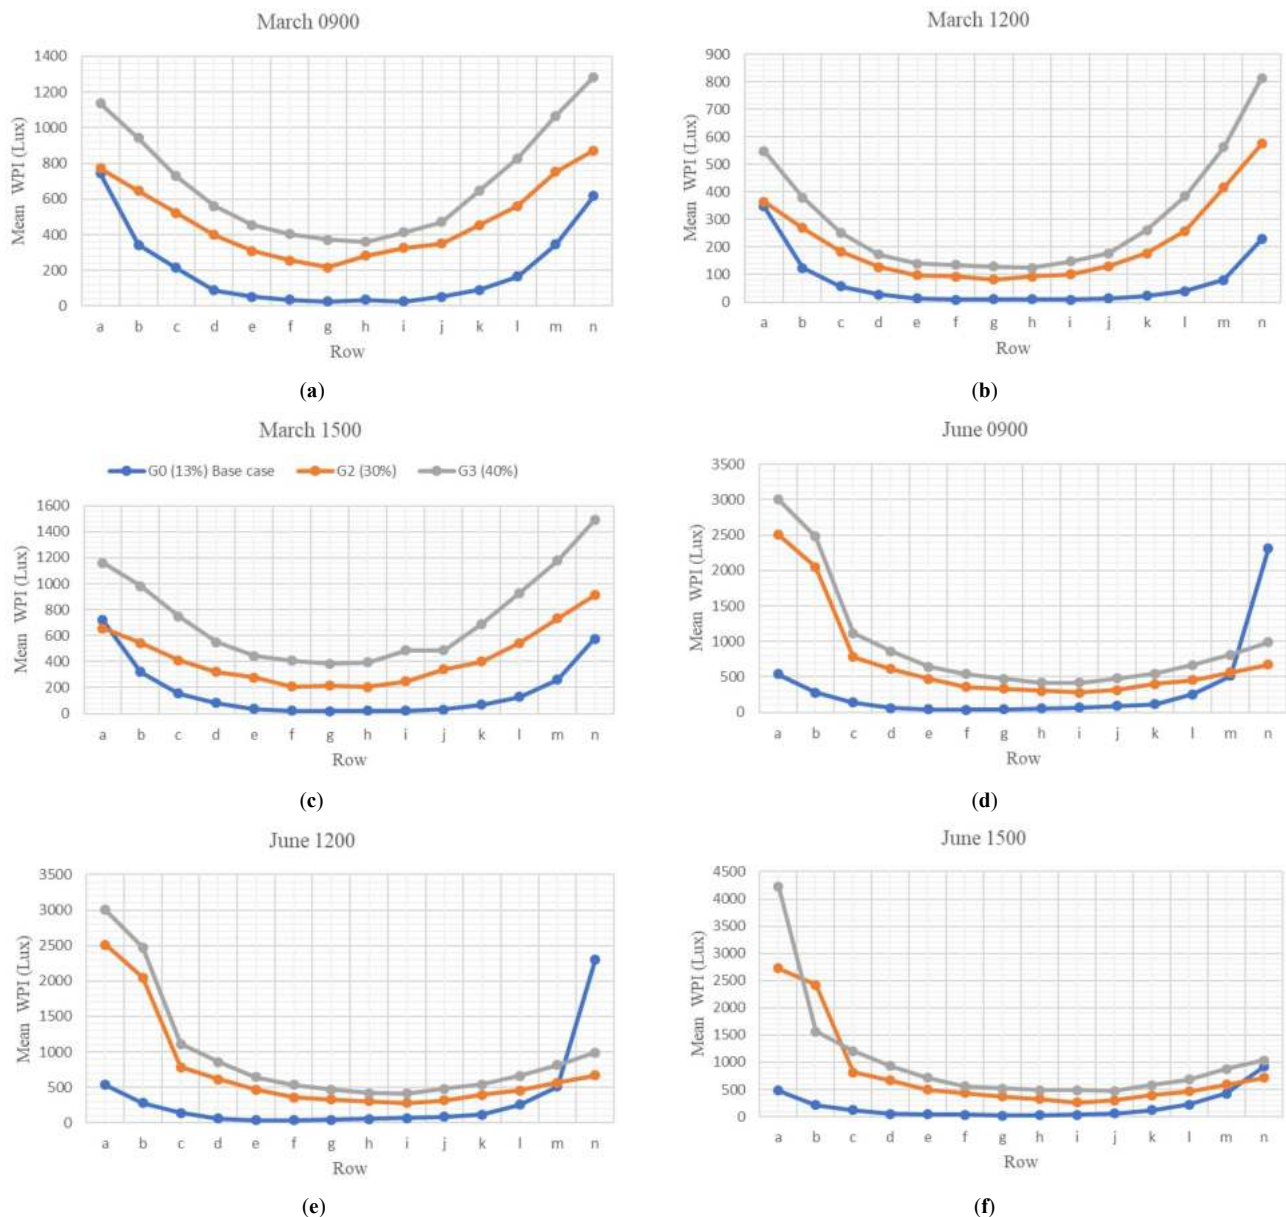 March 0900
1400
1200
1000
800
600
400
200
0
Mean WPI (Lux)
a b c d e f g h i j k l m n
Row
(a)
March 1200
900
800
700
600
500
400
300
200
100
0
Mean WPI (Lux)
a b c d e f g h i j k l m n
Row
(b)
March 1500
G0 (13%) Base case G2 (30%) G3 (40%)
1600
1400
1200
1000
800
600
400
200
0
Mean WPI (Lux)
a b c d e f g h i j k l m n
Row
(c)
June 0900
3500
3000
2500
2000
1500
1000
500
0
Mean WPI (Lux)
a b c d e f g h i j k l m n
Row
(d)
June 1200
3500
3000
2500
2000
1500
1000
500
0
Mean WPI (Lux)
a b c d e f g h i j k l m n
Row
(e)
June 1500
4500
4000
3500
3000
2500
2000
1500
1000
500
0
Mean WPI (Lux)
a b c d e f g h i j k l m n
Row
(f)